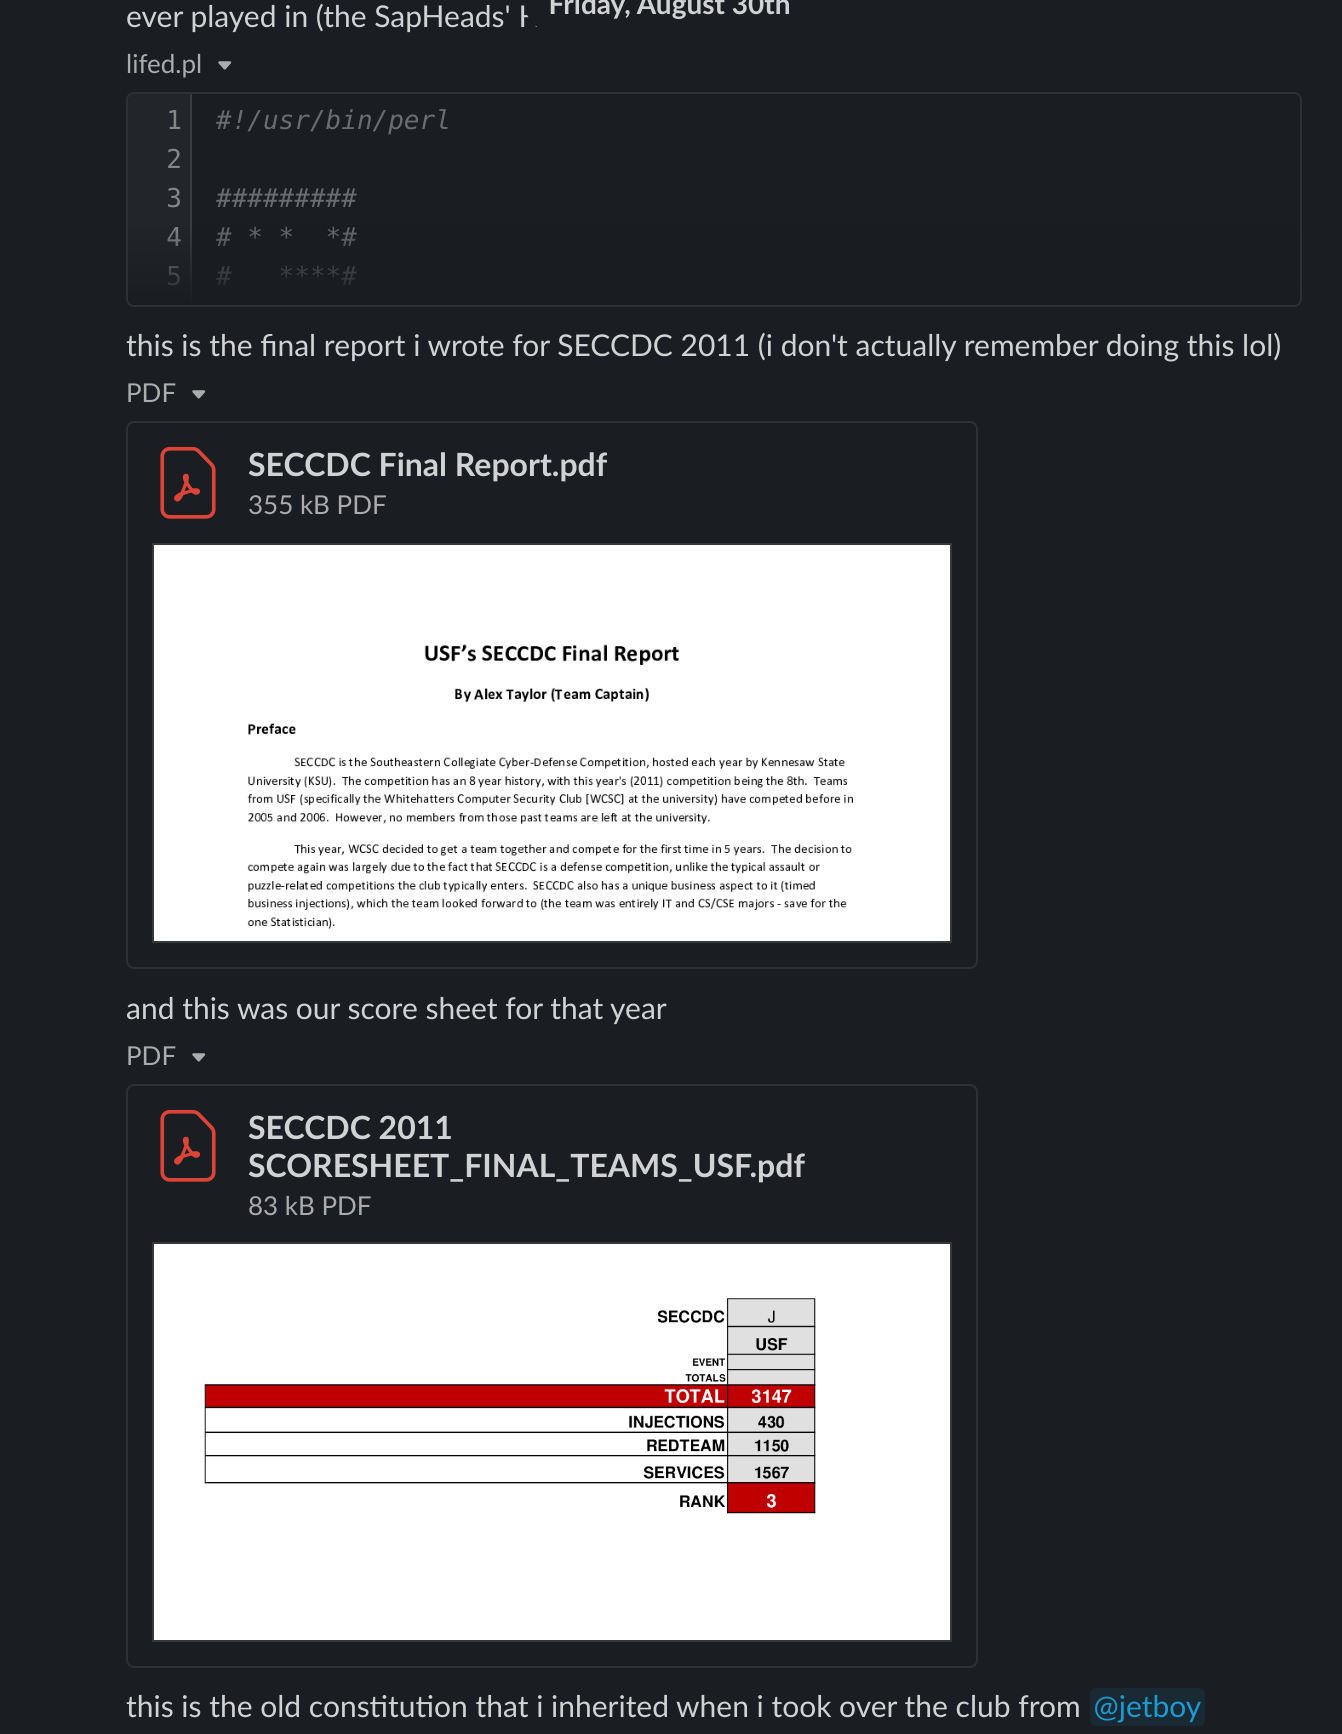 ever played in (the SapHeads'
Friday, August 30th
lifed.pl
1 #!/usr/bin/perl
2
3 #########
4 # * *  *#
5 #   ****#
this is the final report i wrote for SECCDC 2011 (i don't actually remember doing this lol)
PDF
SECCDC Final Report.pdf
355 kB PDF
USF's SECCDC Final Report
By Alex Taylor (Team Captain)
Preface
SECCDC is the Southeastern Collegiate Cyber-Defense Competition, hosted each year by Kennesaw State
University (KSU).  The competition has an 8 year history, with this year's (2011) competition being the 8th.  Teams
from USF (specifically the Whitehatters Computer Security Club [WCSC] at the university) have competed before in
2005 and 2006.  However, no members from those past teams are left at the university.
This year, WCSC decided to get a team together and compete for the first time in 5 years.  The decision to
compete again was largely due to the fact that SECCDC is a defense competition, unlike the typical assault or
puzzle-related competitions the club typically enters.  SECCDC also has a unique business aspect to it (timed
business injections), which the team looked forward to (the team was entirely IT and CS/CSE majors - save for the
one Statistician).
and this was our score sheet for that year
PDF
SECCDC 2011
SCORESHEET_FINAL_TEAMS_USF.pdf
83 kB PDF
SECCDC J
USF
EVENT
TOTALS
TOTAL 3147
INJECTIONS 430
REDTEAM 1150
SERVICES 1567
RANK 3
this is the old constitution that i inherited when i took over the club from @jetboy